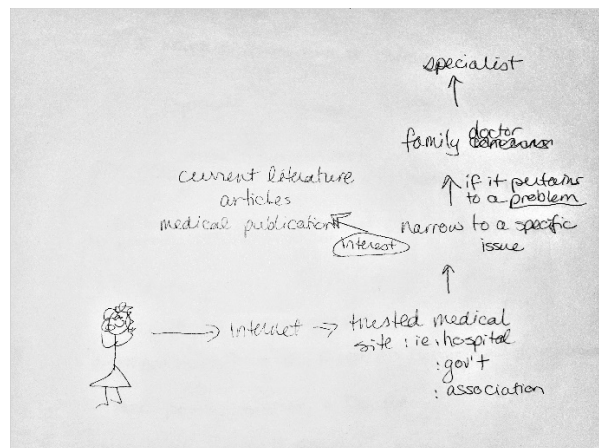 specialist
family doctor
if it pertains
to a problem
current literature
articles
medical publication
interest
narrow to a specific
issue
internet
trusted medical
site : ie. hospital
: gov't
: association